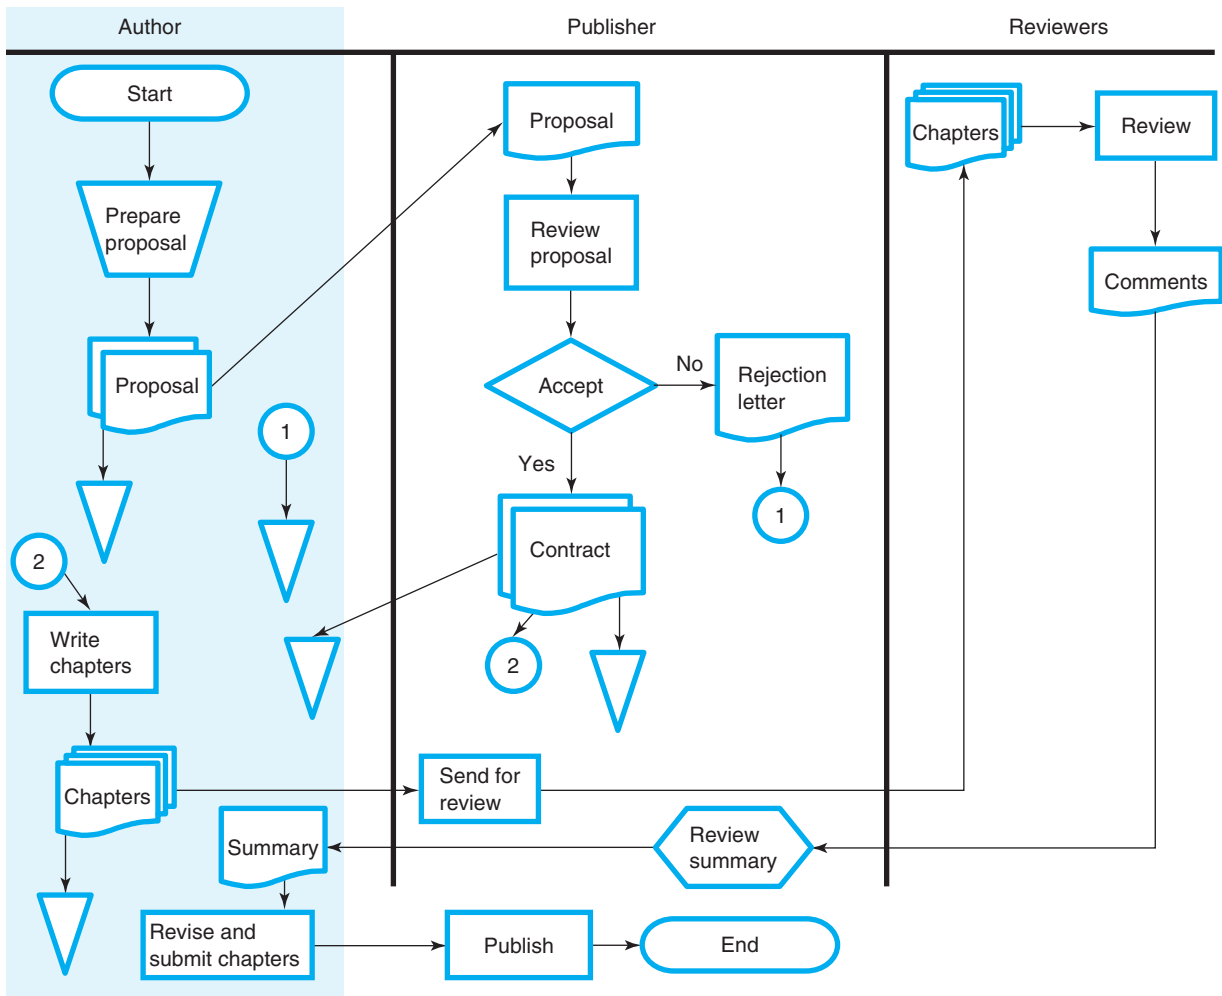 Author
Publisher
Reviewers
Start
Prepare
proposal
Proposal
1
2
Write
chapters
Chapters
Summary
Revise and
submit chapters
Proposal
Review
proposal
Accept
No
Rejection
letter
1
Yes
Contract
2
Send for
review
Review
summary
Publish
End
Chapters
Review
Comments